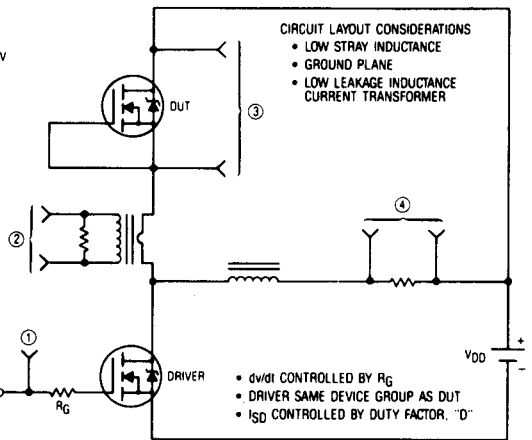 CIRCUIT LAYOUT CONSIDERATIONS
• LOW STRAY INDUCTANCE
• GROUND PLANE
• LOW LEAKAGE INDUCTANCE
CURRENT TRANSFORMER
V
DUT
③
②
④
①
RG
DRIVER
VDD
+
-
• dv/dt CONTROLLED BY RG
• DRIVER SAME DEVICE GROUP AS DUT
• ISD CONTROLLED BY DUTY FACTOR, "D"